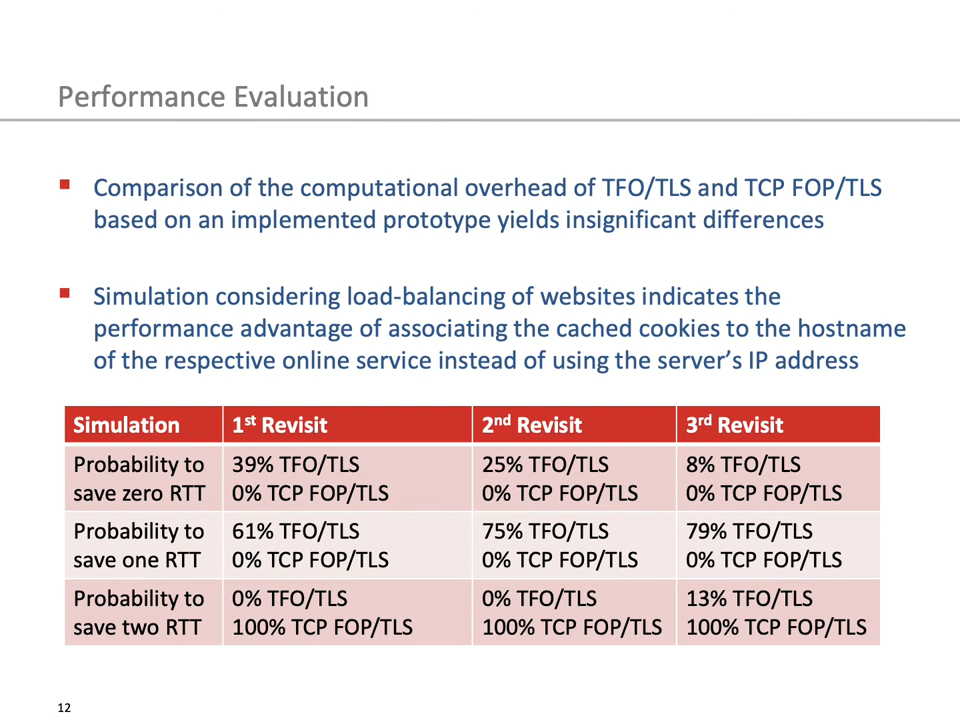 Performance Evaluation
Comparison of the computational overhead of TFO/TLS and TCP FOP/TLS
based on an implemented prototype yields insignificant differences
Simulation considering load-balancing of websites indicates the
performance advantage of associating the cached cookies to the hostname
of the respective online service instead of using the server’s IP address
Simulation 1st Revisit 2nd Revisit 3rd Revisit
Probability to 39% TFO/TLS 25% TFO/TLS 8% TFO/TLS
save zero RTT 0% TCP FOP/TLS 0% TCP FOP/TLS 0% TCP FOP/TLS
Probability to 61% TFO/TLS 75% TFO/TLS 79% TFO/TLS
save one RTT 0% TCP FOP/TLS 0% TCP FOP/TLS 0% TCP FOP/TLS
Probability to 0% TFO/TLS 0% TFO/TLS 13% TFO/TLS
save two RTT 100% TCP FOP/TLS 100% TCP FOP/TLS 100% TCP FOP/TLS
12